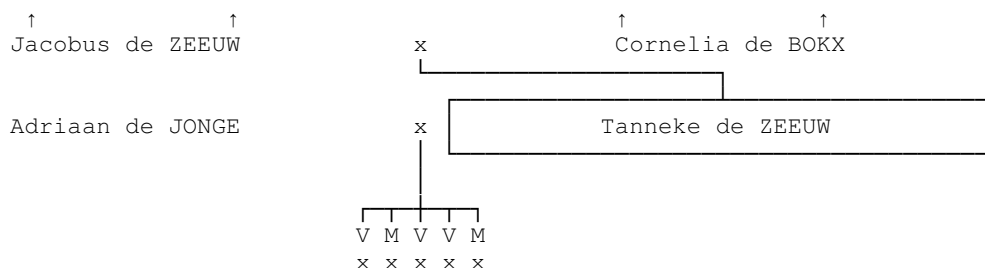 ↑ ↑ ↑ ↑
Jacobus de ZEEUW x Cornelia de BOKX
Adriaan de JONGE x Tanneke de ZEEUW
V M V V M
x x x x x